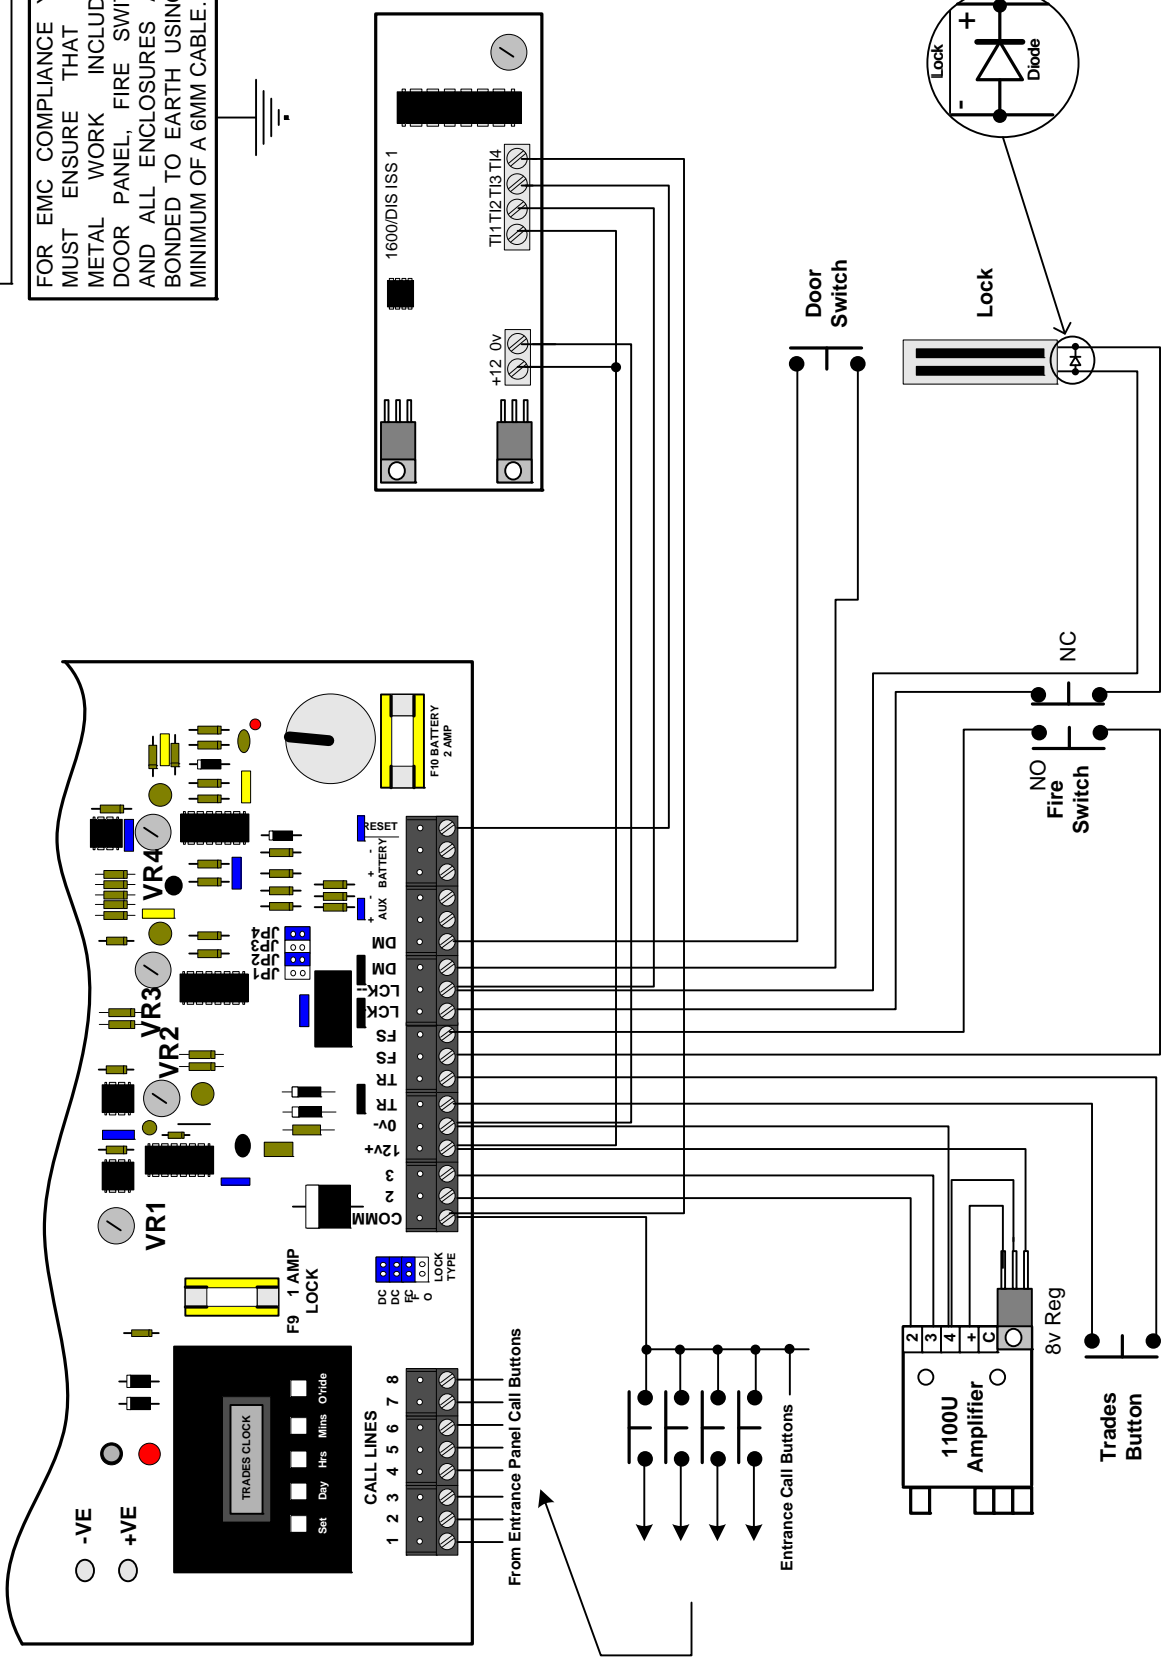 FOR EMC COMPLIANCE
MUST ENSURE THAT
METAL WORK INCLUD
DOOR PANEL, FIRE SWI
AND ALL ENCLOSURES
BONDED TO EARTH USING
MINIMUM OF A 6MM CABLE.
1600/DIS ISS 1
+12 0v
TI1 TI2 TI3 TI4
Lock
- +
Diode
Door
Switch
Lock
NC
NO
Fire
Switch
F10 BATTERY
2 AMP
VR4
VR3
VR2
VR1
JP1
JP2
JP3
JP4
RESET
- BATTERY +
- AUX +
DM
DM
LCK-
LCK
FS
FS
TR
TR
0v-
12v+
3
2
COMM
F9 1 AMP
LOCK
DC
DC
FC
F
O
LOCK
TYPE
-VE
+VE
TRADES CLOCK
Set Day Hrs Mins O'ride
CALL LINES
1 2 3 4 5 6 7 8
From Entrance Panel Call Buttons
Entrance Call Buttons
2 3 4 + C
1100U
Amplifier
8v Reg
Trades
Button